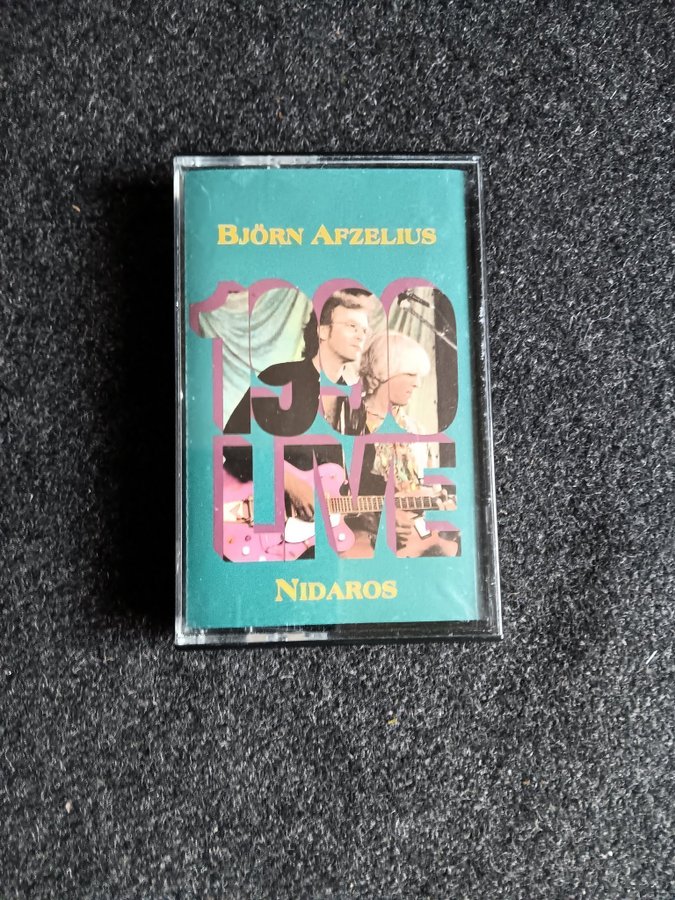 BJÖRN AFZELIUS
1990
LIVE
NIDAROS